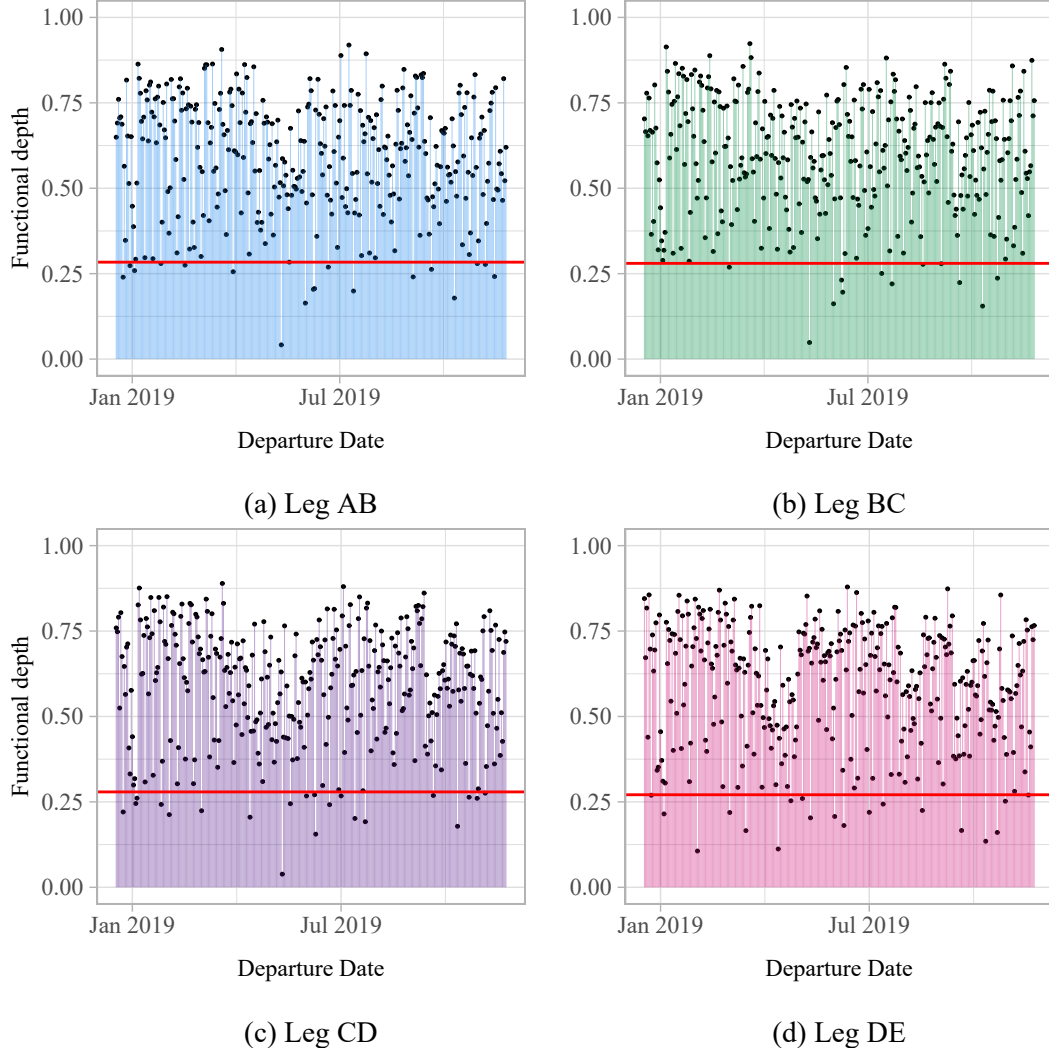 1.00
0.75
0.50
0.25
0.00
Functional depth
Jan 2019 Jul 2019
Departure Date
(a) Leg AB
1.00
0.75
0.50
0.25
0.00
Jan 2019 Jul 2019
Departure Date
(b) Leg BC
1.00
0.75
0.50
0.25
0.00
Functional depth
Jan 2019 Jul 2019
Departure Date
(c) Leg CD
1.00
0.75
0.50
0.25
0.00
Jan 2019 Jul 2019
Departure Date
(d) Leg DE